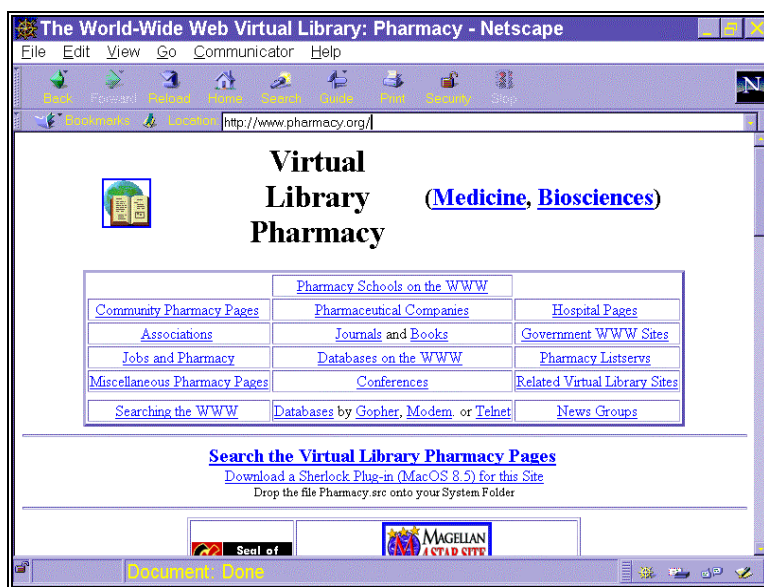 The World-Wide Web Virtual Library: Pharmacy - Netscape
File Edit View Go Communicator Help
Back Forward Reload Home Search Guide Print Security Stop
N
Bookmarks Location http://www.pharmacy.org/
Virtual
Library
Pharmacy
(Medicine, Biosciences)
Pharmacy Schools on the WWW
Community Pharmacy Pages Pharmaceutical Companies Hospital Pages
Associations Journals and Books Government WWW Sites
Jobs and Pharmacy Databases on the WWW Pharmacy Listservs
Miscellaneous Pharmacy Pages Conferences Related Virtual Library Sites
Searching the WWW Databases by Gopher, Modem. or Telnet News Groups
Search the Virtual Library Pharmacy Pages
Download a Sherlock Plug-in (MacOS 8.5) for this Site
Drop the file Pharmacy.src onto your System Folder
Seal of
MAGELLAN
4 STAR SITE
Document: Done